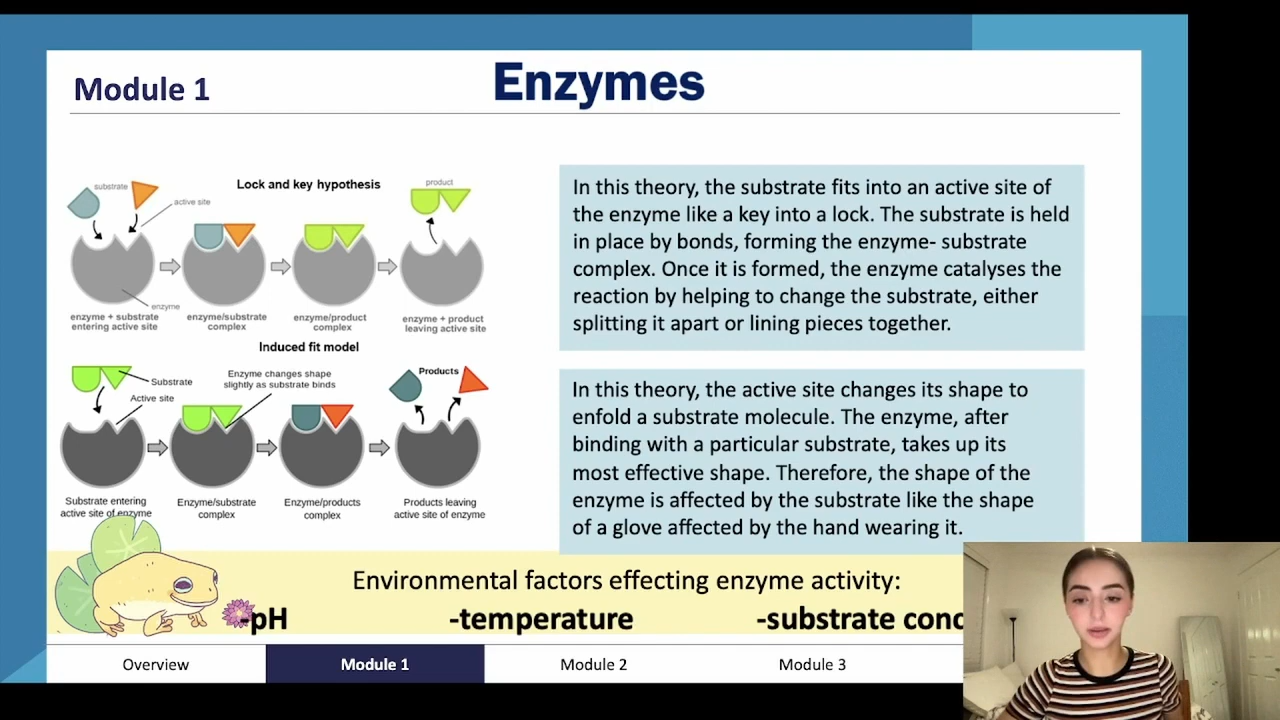 Module 1
Enzymes
Lock and key hypothesis
substrate
product
active site
enzyme
enzyme + substrate
entering active site
enzyme/substrate
complex
enzyme/product
complex
enzyme + product
leaving active site
Induced fit model
Substrate
Active site
Enzyme changes shape
slightly as substrate binds
Products
Substrate entering
active site of enzyme
Enzyme/substrate
complex
Enzyme/products
complex
Products leaving
active site of enzyme
In this theory, the substrate fits into an active site of
the enzyme like a key into a lock. The substrate is held
in place by bonds, forming the enzyme- substrate
complex. Once it is formed, the enzyme catalyses the
reaction by helping to change the substrate, either
splitting it apart or lining pieces together.
In this theory, the active site changes its shape to
enfold a substrate molecule. The enzyme, after
binding with a particular substrate, takes up its
most effective shape. Therefore, the shape of the
enzyme is affected by the substrate like the shape
of a glove affected by the hand wearing it.
Environmental factors effecting enzyme activity:
-pH -temperature -substrate conc
Overview Module 1 Module 2 Module 3